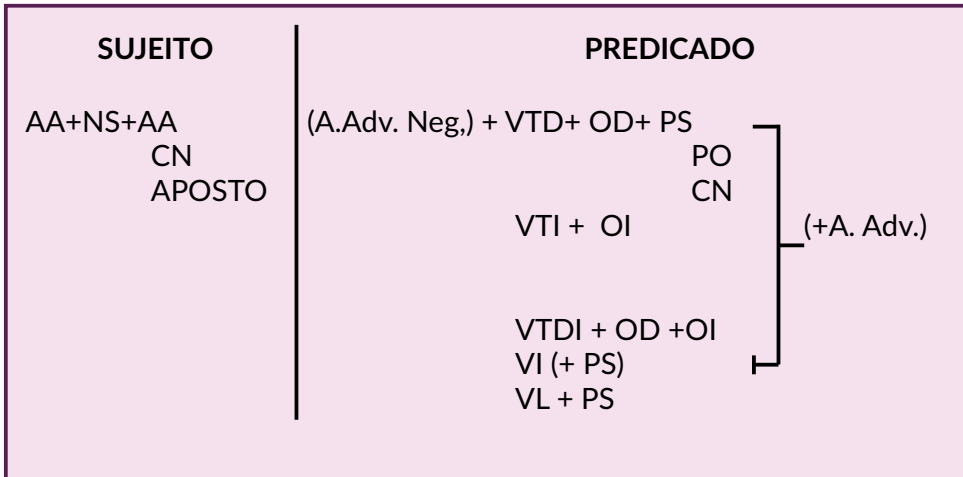 SUJEITO PREDICADO
AA+NS+AA (A.Adv. Neg,) + VTD+ OD+ PS
CN PO
APOSTO CN
VTI + OI (+A. Adv.)
VTDI + OD +OI
VI (+ PS)
VL + PS